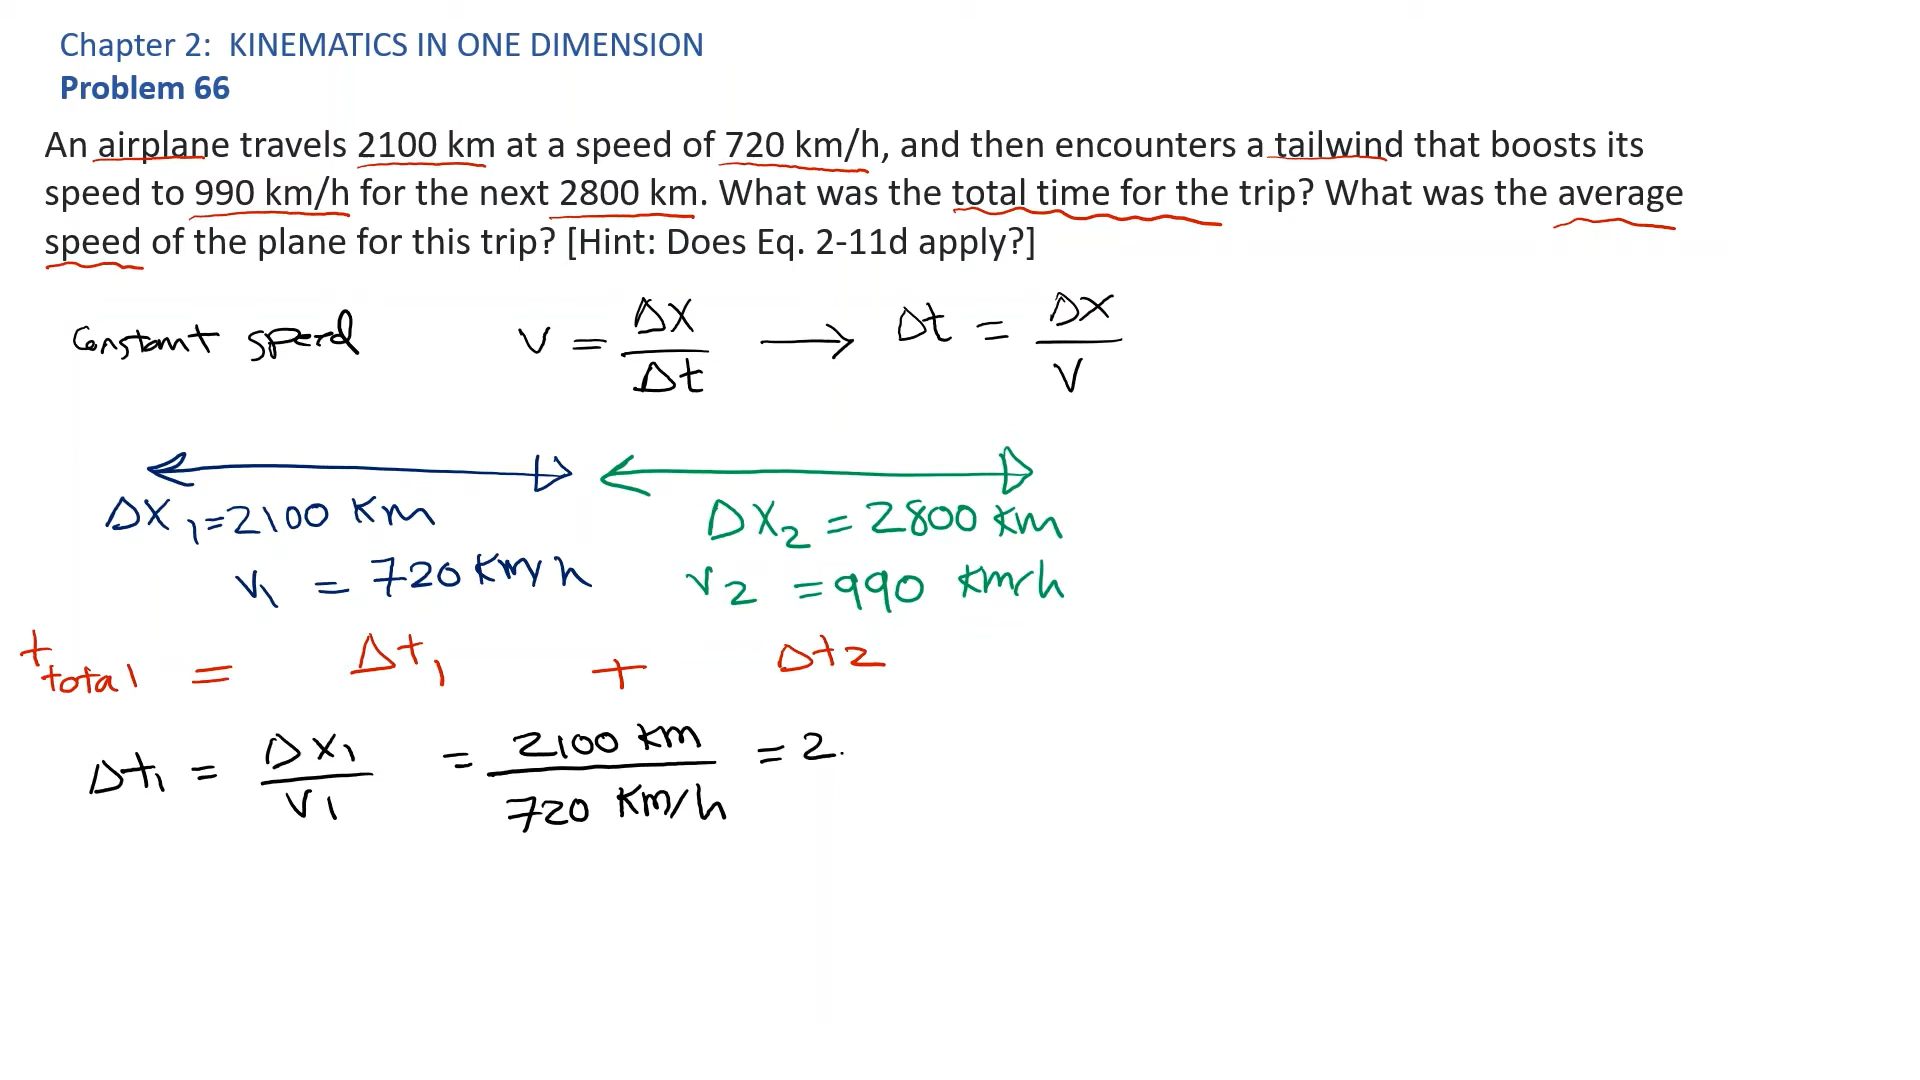 Chapter 2: KINEMATICS IN ONE DIMENSION
Problem 66
An airplane travels 2100 km at a speed of 720 km/h, and then encounters a tailwind that boosts its
speed to 990 km/h for the next 2800 km. What was the total time for the trip? What was the average
speed of the plane for this trip? [Hint: Does Eq. 2-11d apply?]
Constant speed v = Δx/Δt → Δt = Δx/v
Δx₁=2100 km Δx₂ = 2800 km
v₁ = 720 km/h v₂ = 990 km/h
t total = Δt₁ + Δt2
Δt₁ = Δx₁/v₁ = 2100 km / 720 km/h = 2.